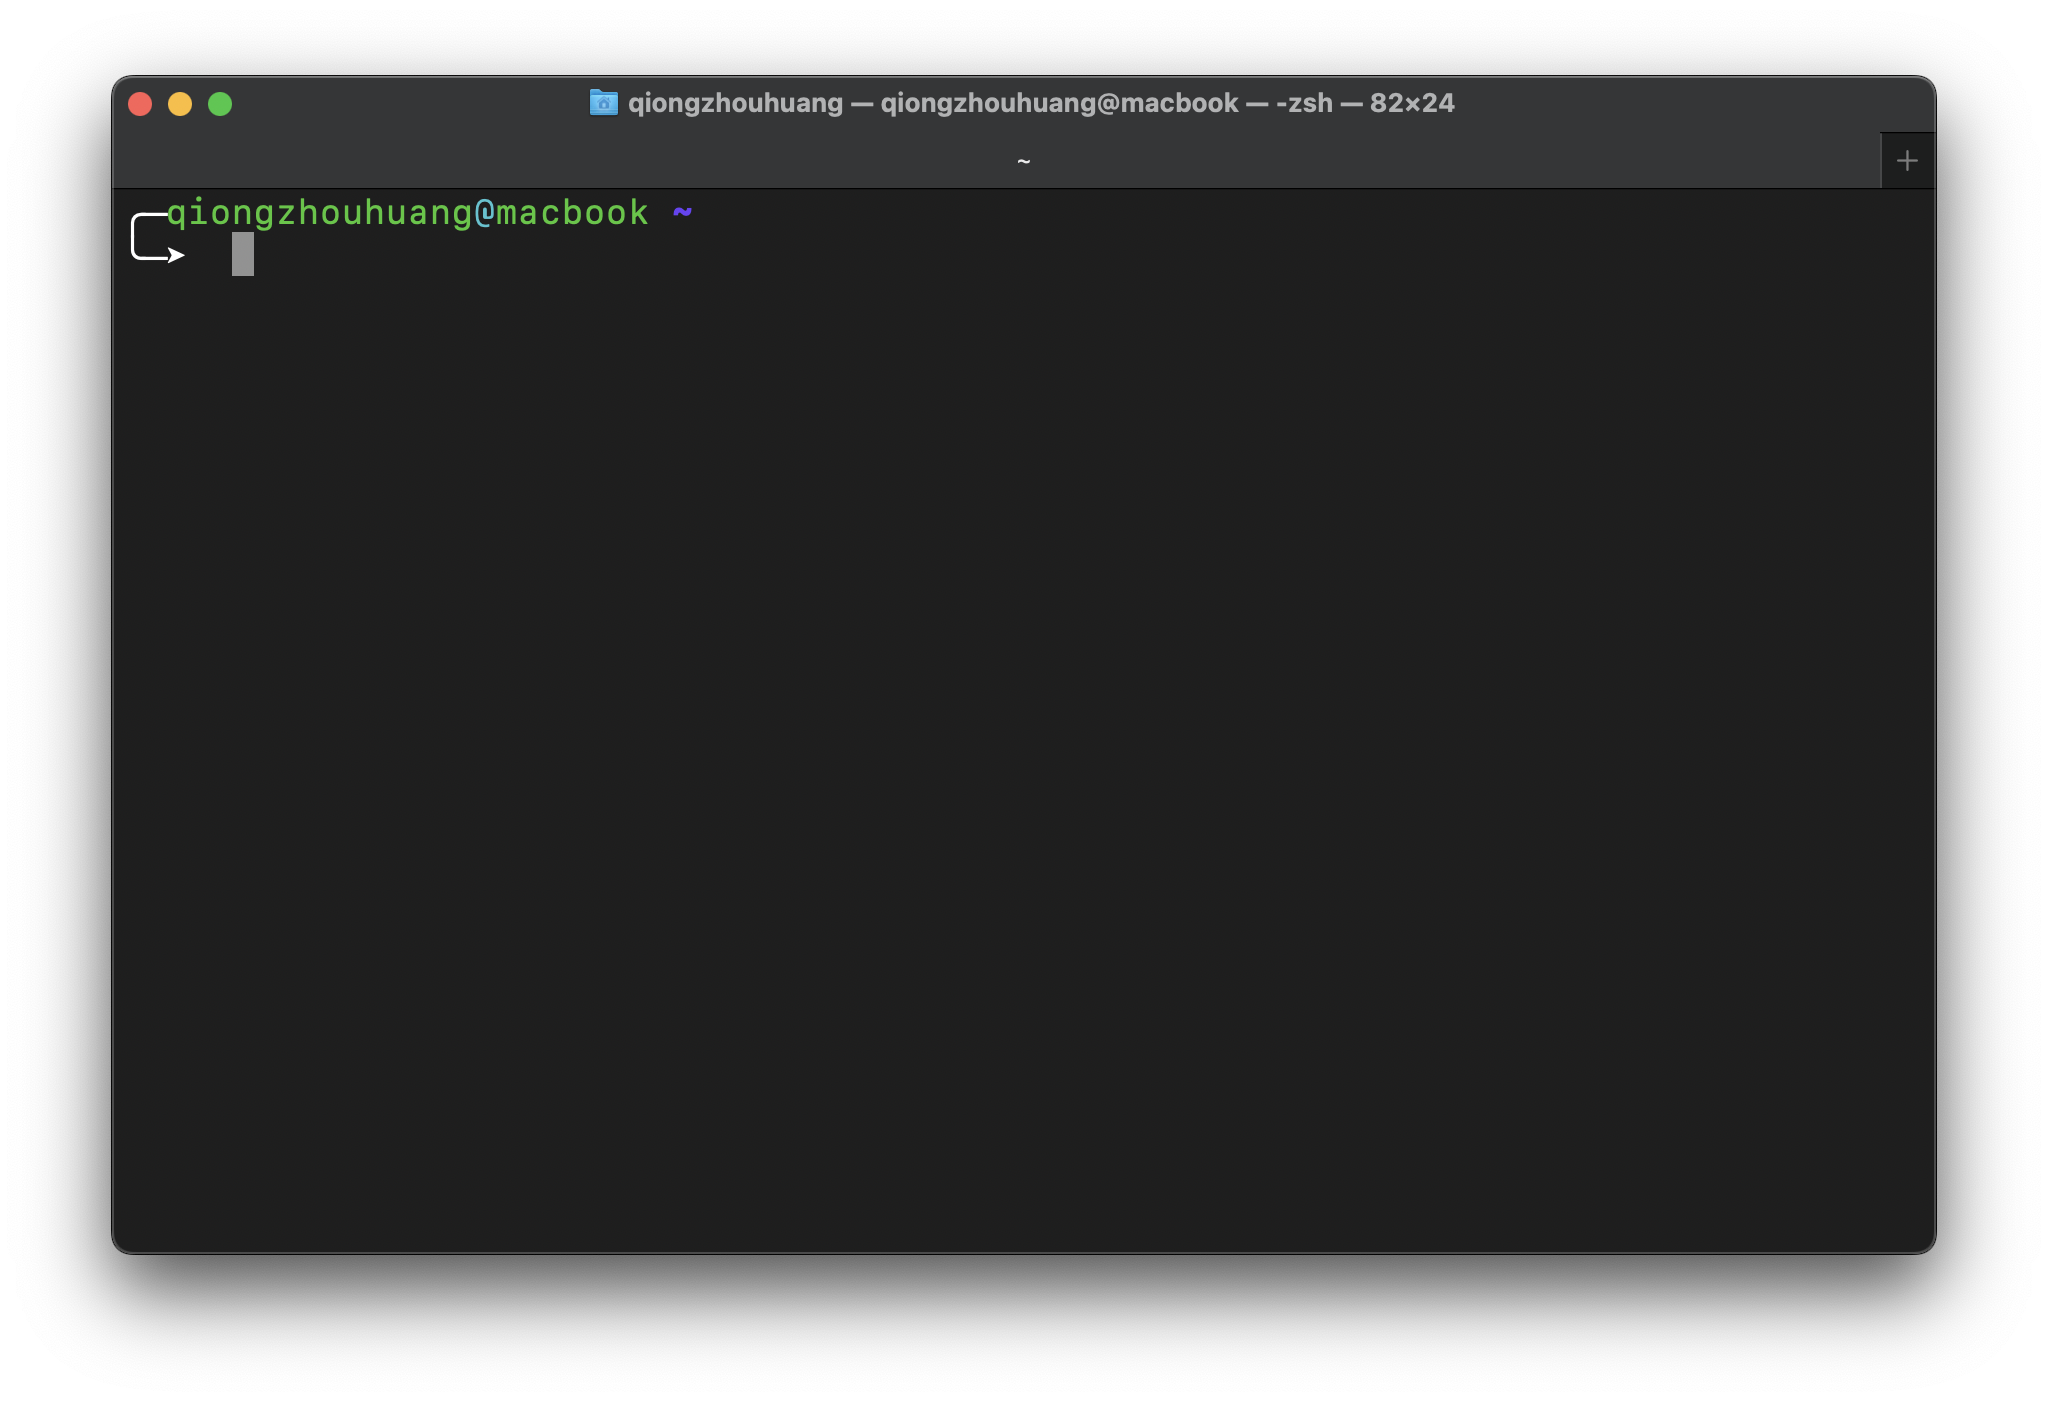 qiongzhouhuang — qiongzhouhuang@macbook — -zsh — 82×24
~
+
╭─qiongzhouhuang@macbook ~
╰─➤